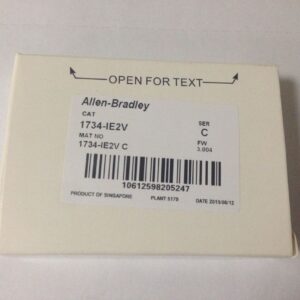 OPEN FOR TEXT
Allen-Bradley
CAT
1734-IE2V
SER
C
MAT NO
1734-IE2V C
FW
3.004
10612598205247
PRODUCT OF SINGAPORE PLANT 5179 DATE 2015/06/12